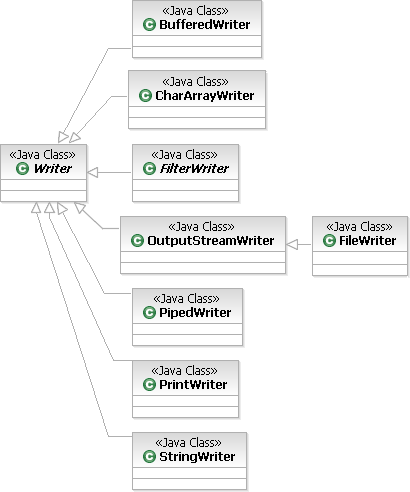 «Java Class»
C BufferedWriter
«Java Class»
C CharArrayWriter
«Java Class»
C Writer
«Java Class»
C FilterWriter
«Java Class»
C OutputStreamWriter
«Java Class»
C FileWriter
«Java Class»
C PipedWriter
«Java Class»
C PrintWriter
«Java Class»
C StringWriter